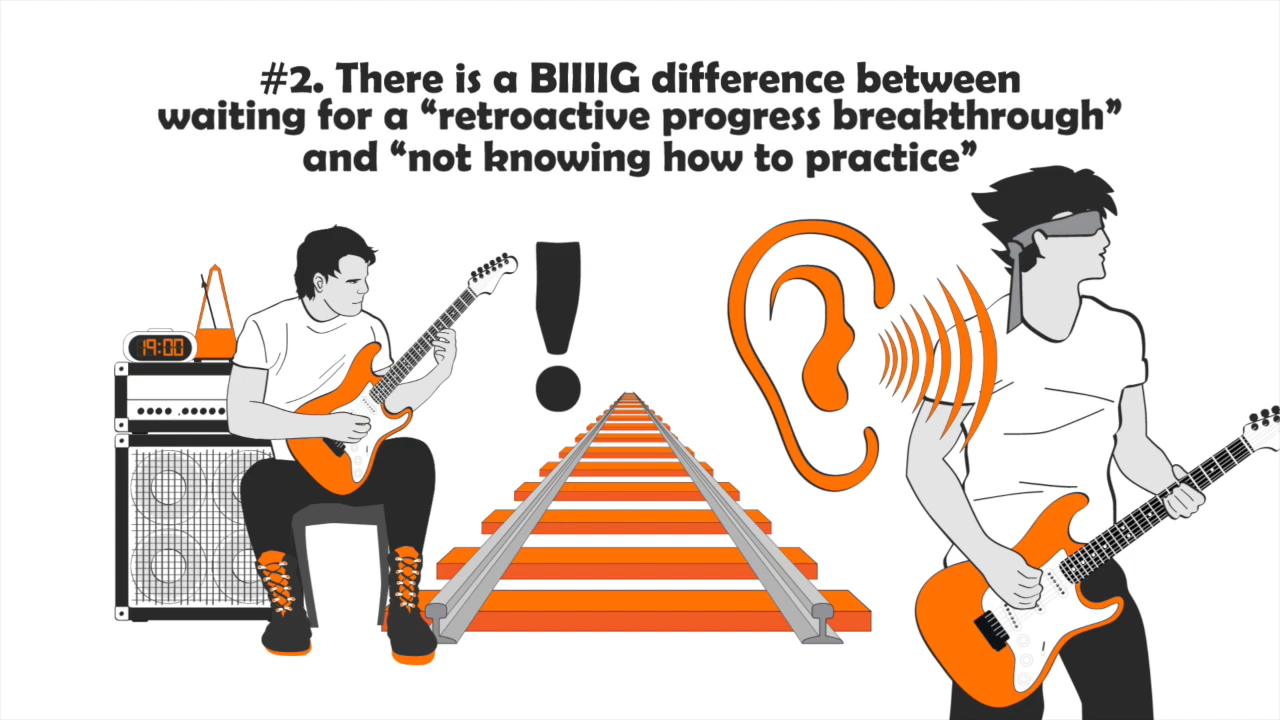 #2. There is a BIIIIG difference between
waiting for a “retroactive progress breakthrough”
and “not knowing how to practice”
19:00